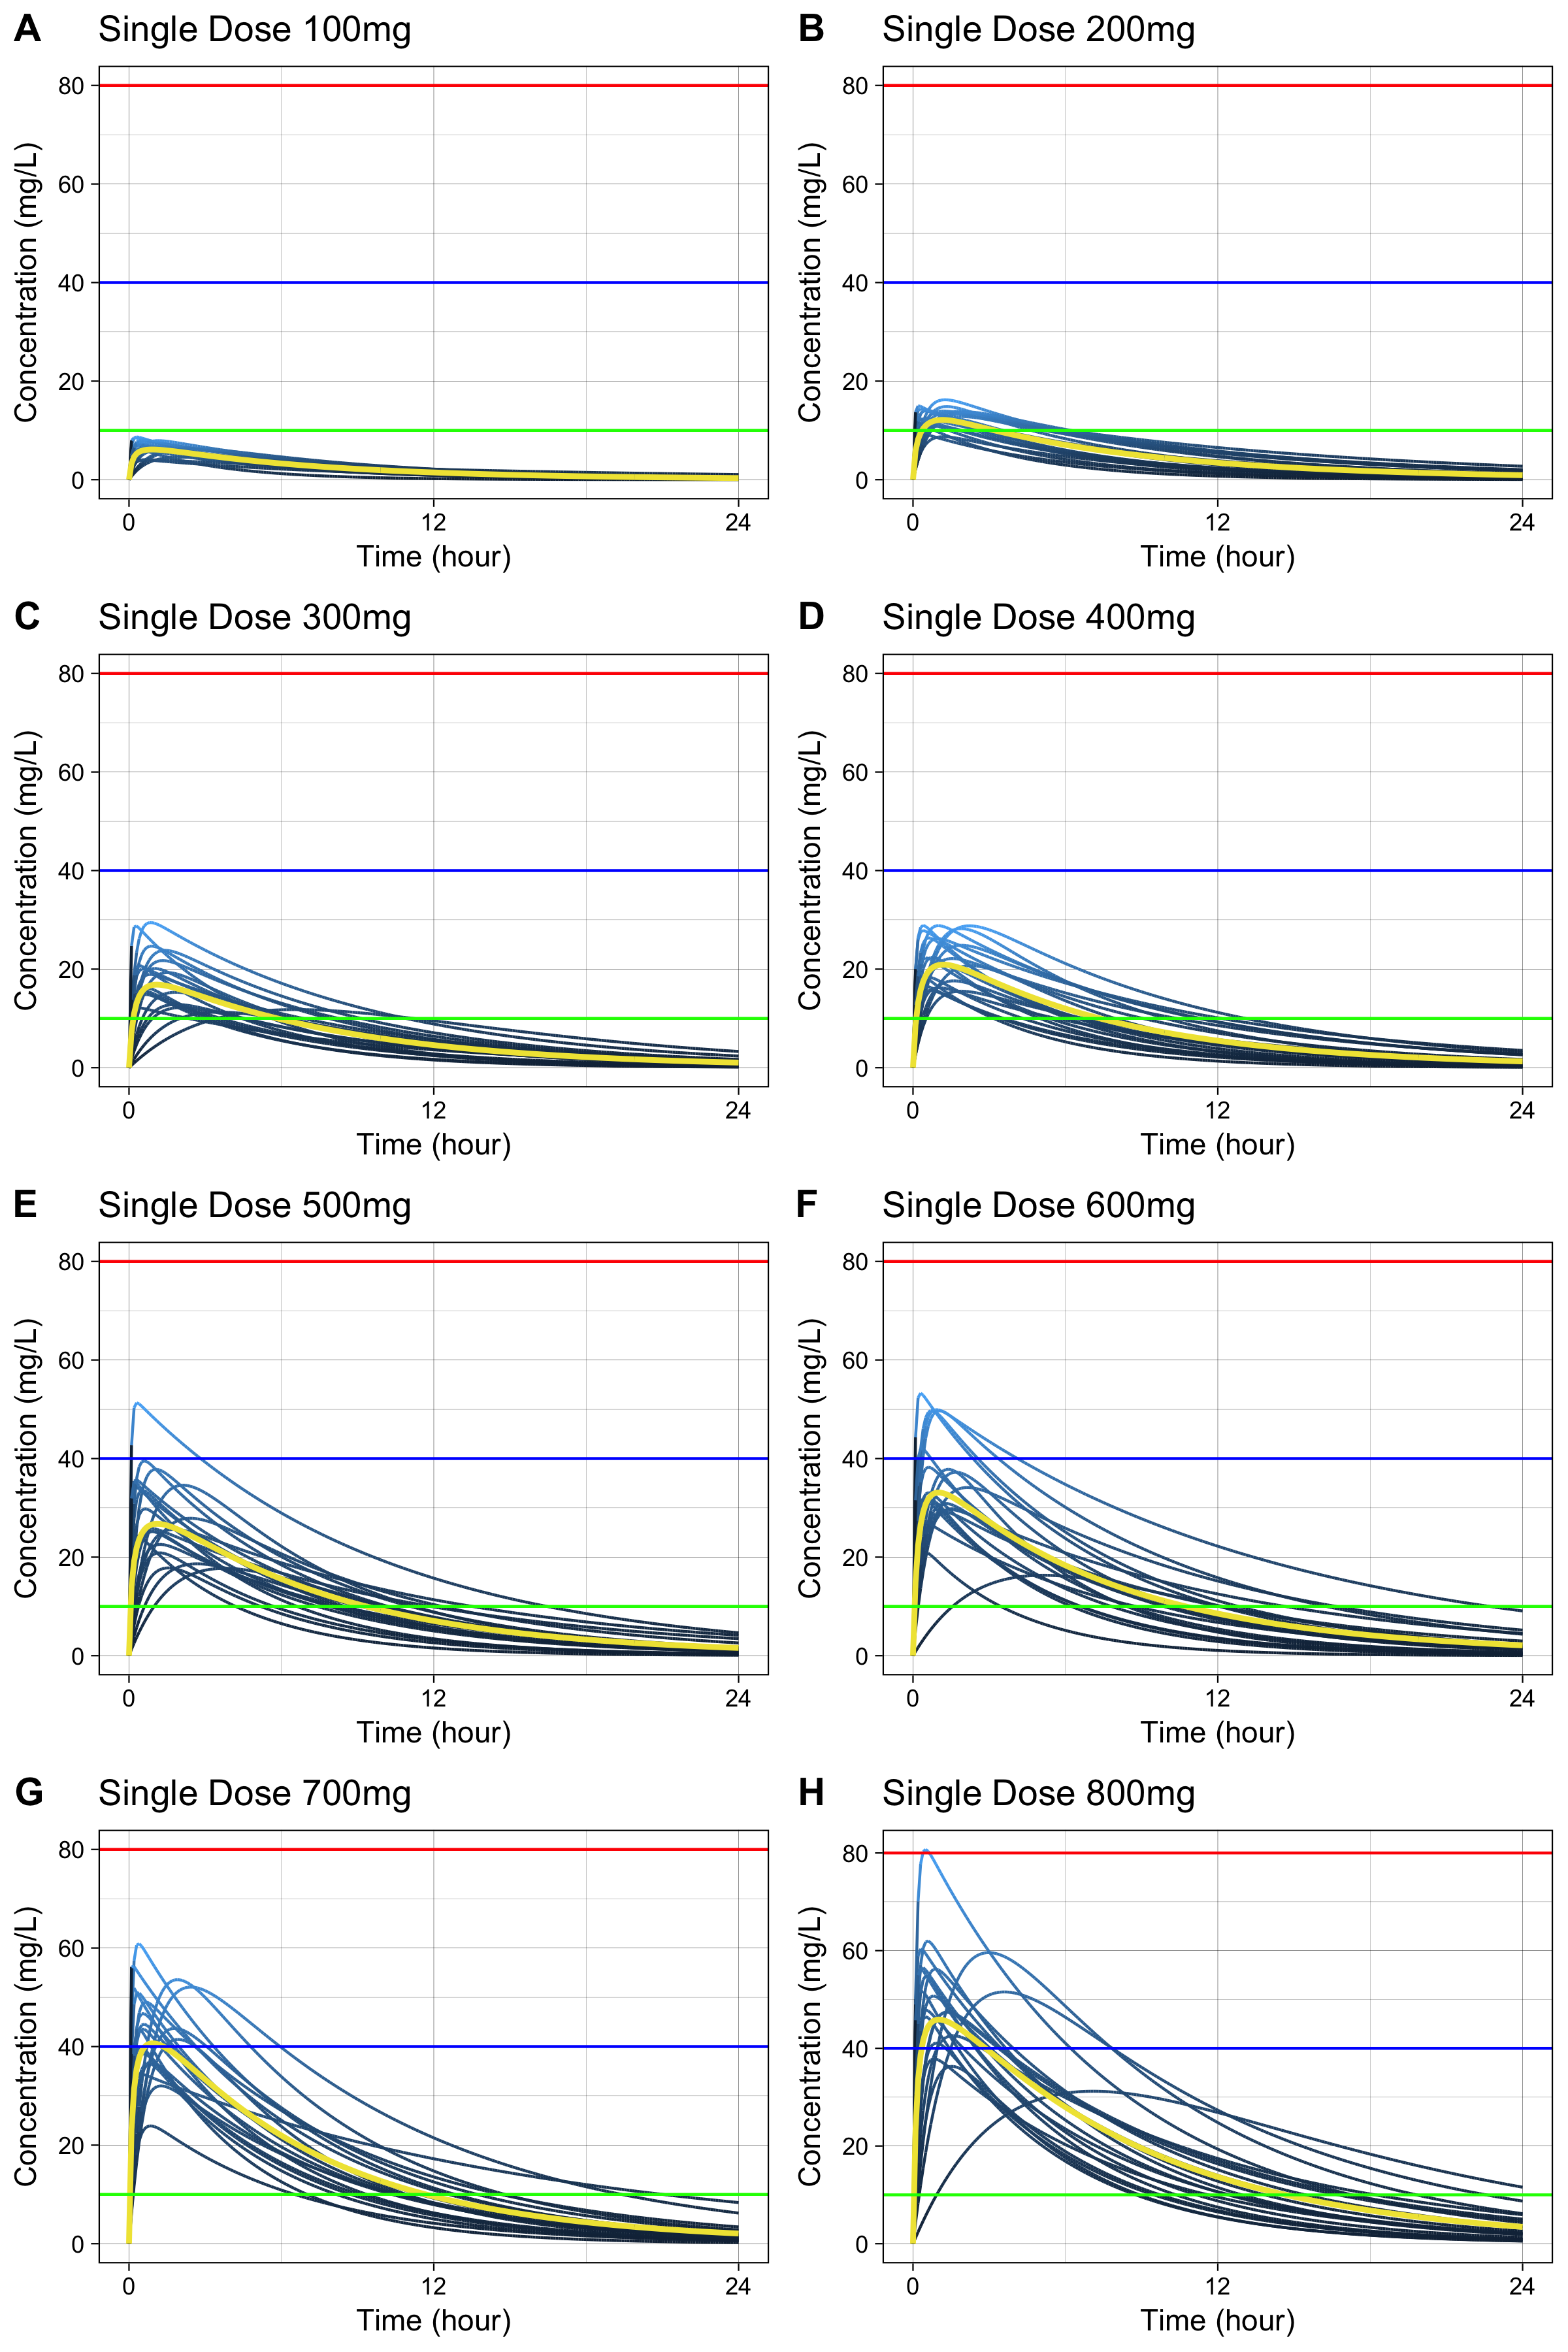 A Single Dose 100mg
Concentration (mg/L)
80
60
40
20
0
0 12 24
Time (hour)
B Single Dose 200mg
Concentration (mg/L)
80
60
40
20
0
0 12 24
Time (hour)
C Single Dose 300mg
Concentration (mg/L)
80
60
40
20
0
0 12 24
Time (hour)
D Single Dose 400mg
Concentration (mg/L)
80
60
40
20
0
0 12 24
Time (hour)
E Single Dose 500mg
Concentration (mg/L)
80
60
40
20
0
0 12 24
Time (hour)
F Single Dose 600mg
Concentration (mg/L)
80
60
40
20
0
0 12 24
Time (hour)
G Single Dose 700mg
Concentration (mg/L)
80
60
40
20
0
0 12 24
Time (hour)
H Single Dose 800mg
Concentration (mg/L)
80
60
40
20
0
0 12 24
Time (hour)